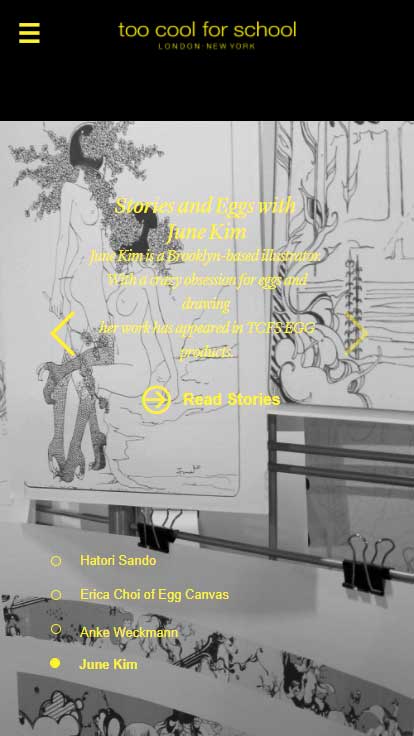 too cool for school
LONDON·NEW YORK
Stories and Eggs with
June Kim
June Kim is a Brooklyn-based illustrator.
With a crazy obsession for eggs and
drawing
her work has appeared in TCFS EGG
products.
Read Stories
Hatori Sando
Erica Choi of Egg Canvas
Anke Weckmann
June Kim